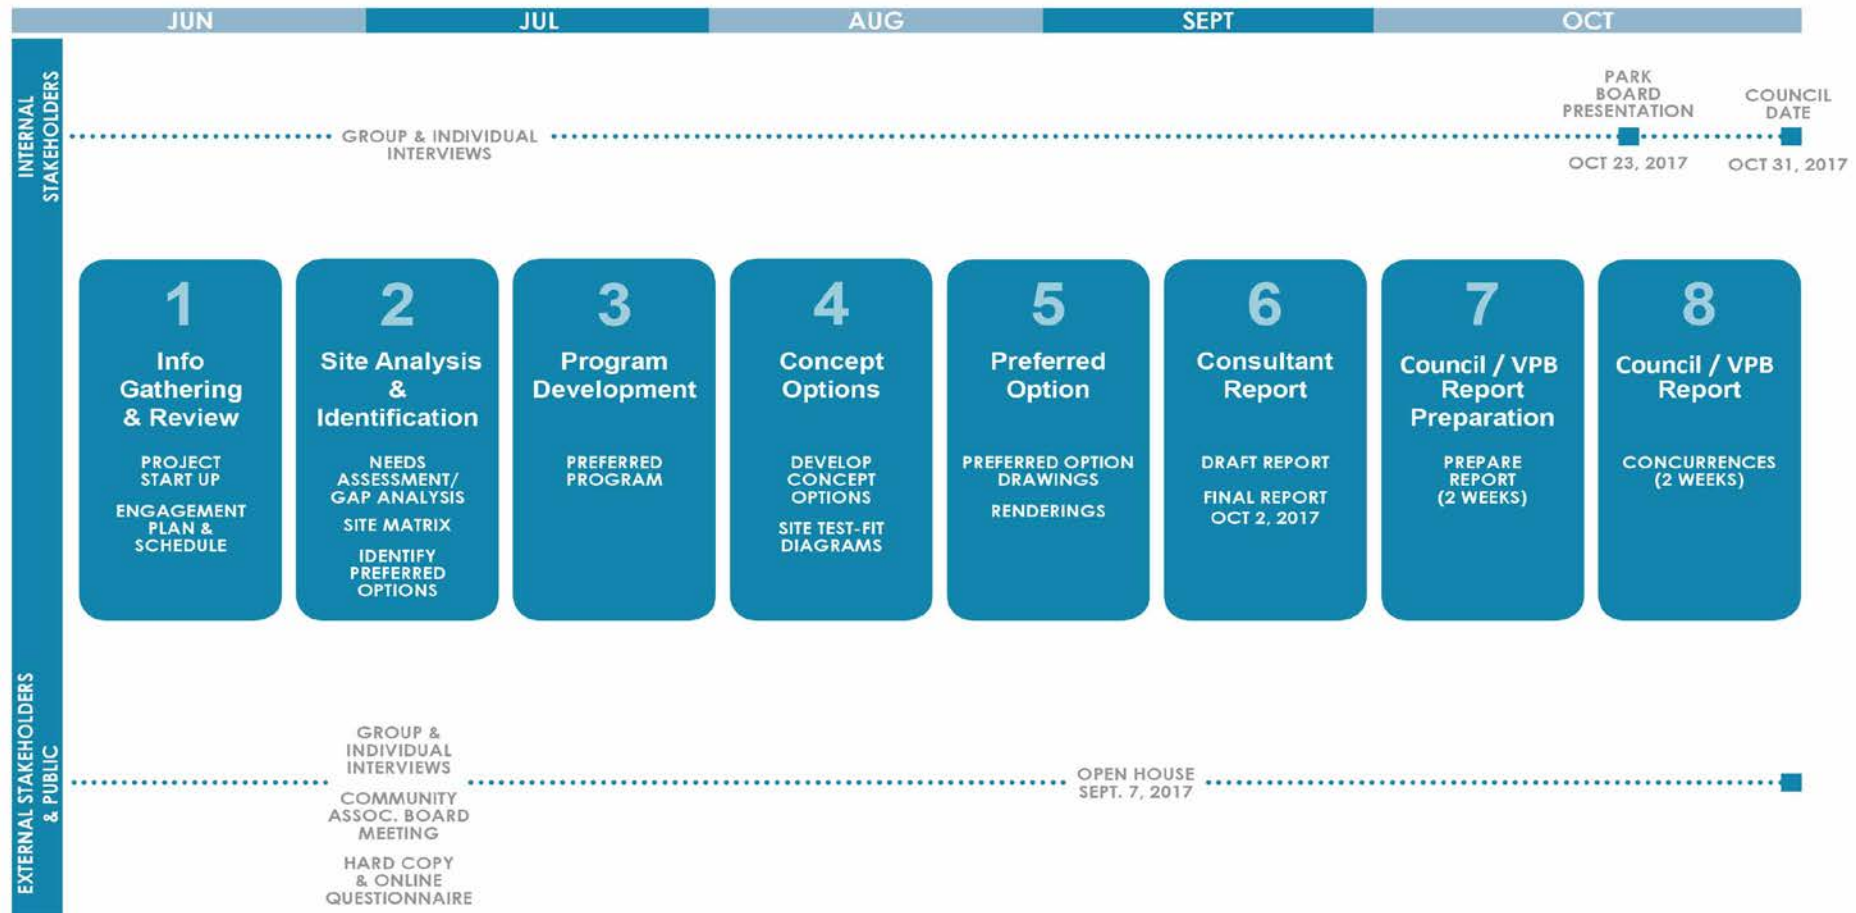 JUN
JUL
AUG
SEPT
OCT
INTERNAL
STAKEHOLDERS
GROUP & INDIVIDUAL
INTERVIEWS
PARK
BOARD
PRESENTATION
OCT 23, 2017
COUNCIL
DATE
OCT 31, 2017
1
Info
Gathering
& Review
PROJECT
START UP
ENGAGEMENT
PLAN &
SCHEDULE
2
Site Analysis
&
Identification
NEEDS
ASSESSMENT/
GAP ANALYSIS
SITE MATRIX
IDENTIFY
PREFERRED
OPTIONS
3
Program
Development
PREFERRED
PROGRAM
4
Concept
Options
DEVELOP
CONCEPT
OPTIONS
SITE TEST-FIT
DIAGRAMS
5
Preferred
Option
PREFERRED OPTION
DRAWINGS
RENDERINGS
6
Consultant
Report
DRAFT REPORT
FINAL REPORT
OCT 2, 2017
7
Council / VPB
Report
Preparation
PREPARE
REPORT
(2 WEEKS)
8
Council / VPB
Report
CONCURRENCES
(2 WEEKS)
EXTERNAL STAKEHOLDERS
& PUBLIC
GROUP &
INDIVIDUAL
INTERVIEWS
COMMUNITY
ASSOC. BOARD
MEETING
HARD COPY
& ONLINE
QUESTIONNAIRE
OPEN HOUSE
SEPT. 7, 2017